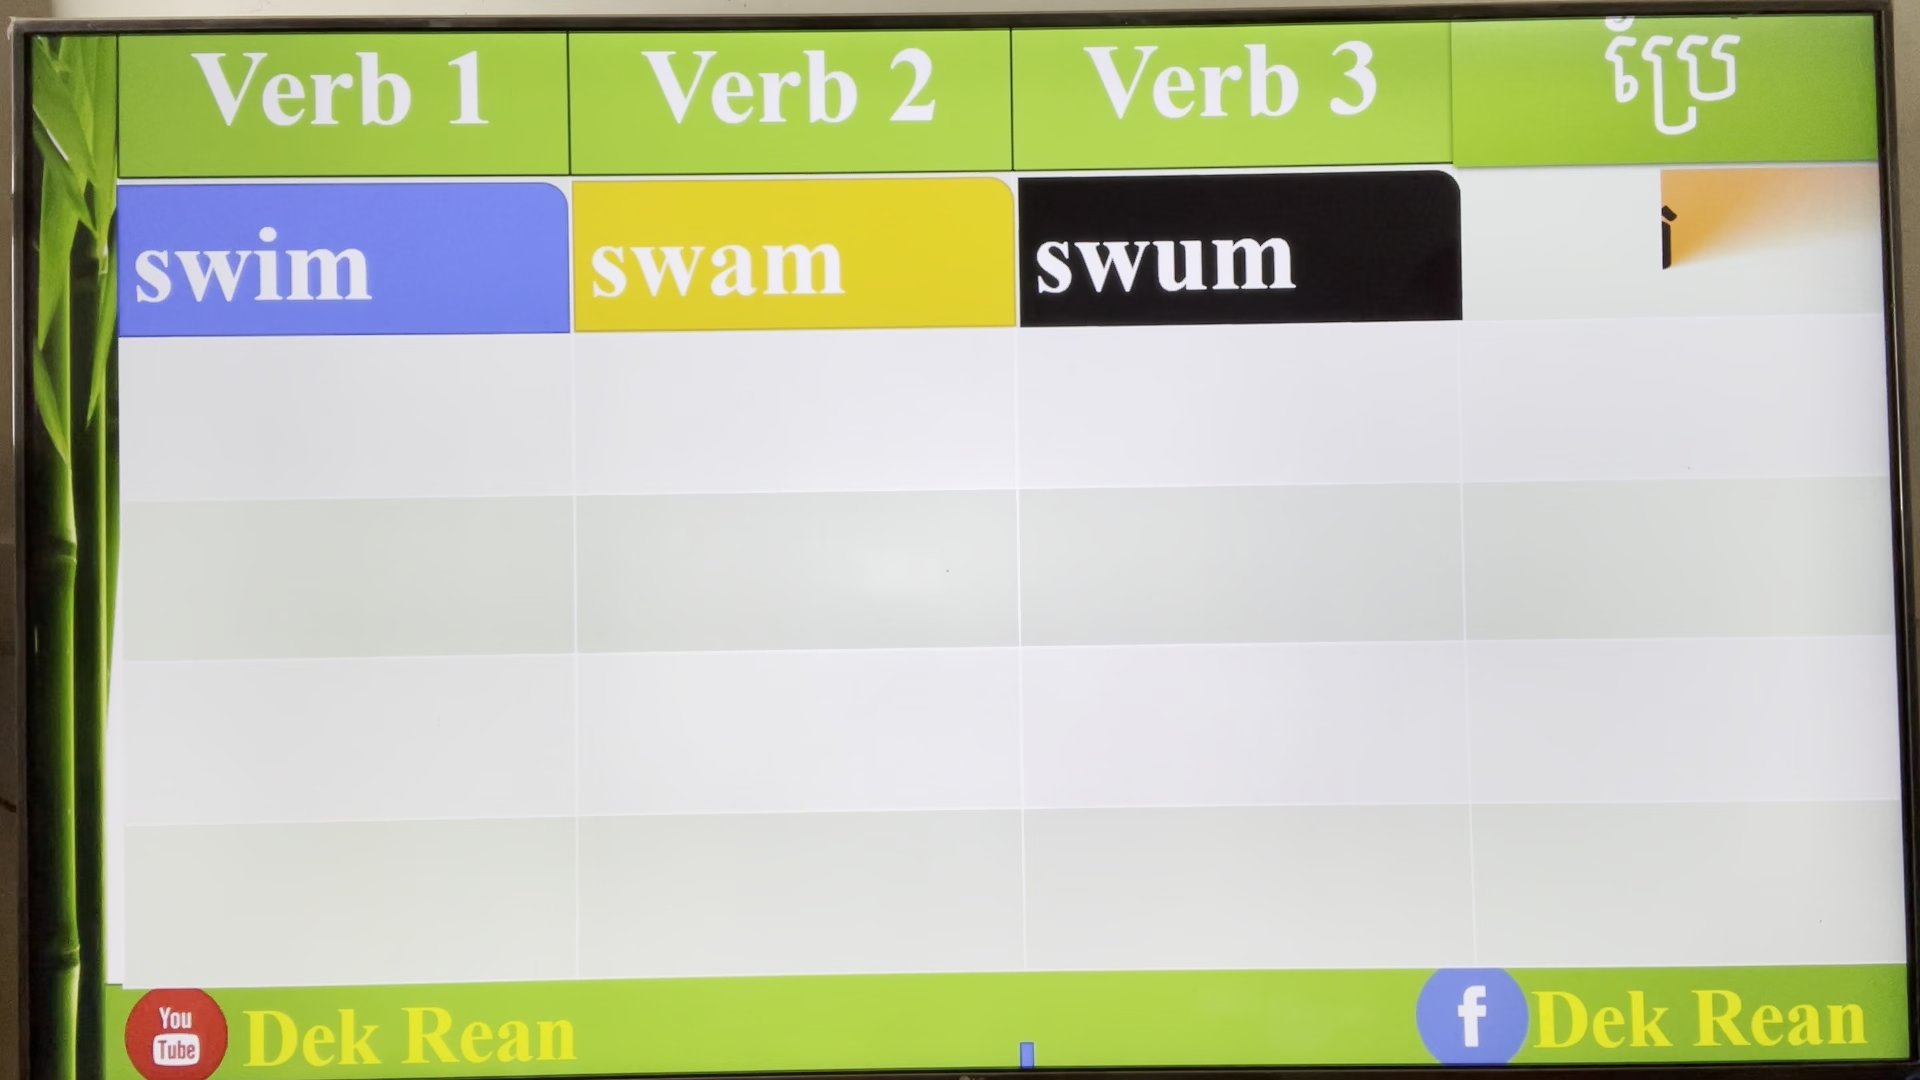 Verb 1 Verb 2 Verb 3 ប្រែ
swim swam swum
You Tube Dek Rean f Dek Rean